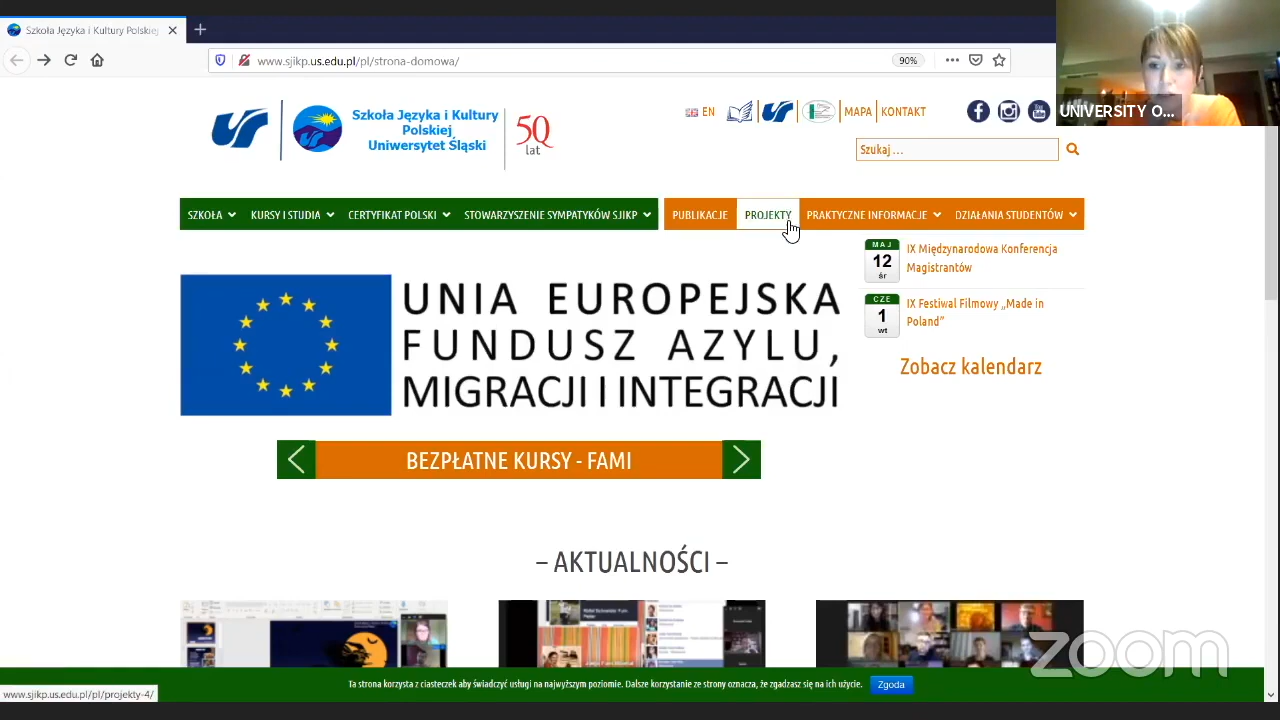 Szkoła Języka i Kultury Polskiej
www.sjikp.us.edu.pl/pl/strona-domowa/
90%
UNIVERSITY O...
Szkoła Języka i Kultury
Polskiej
Uniwersytet Śląski
50
lat
EN
MAPA
KONTAKT
Szukaj ...
SZKOŁA
KURSY I STUDIA
CERTYFIKAT POLSKI
STOWARZYSZENIE SYMPATYKÓW SJIKP
PUBLIKACJE
PROJEKTY
PRAKTYCZNE INFORMACJE
DZIAŁANIA STUDENTÓW
UNIA EUROPEJSKA
FUNDUSZ AZYLU,
MIGRACJI I INTEGRACJI
MAJ
12
śr
IX Międzynarodowa Konferencja
Magistrantów
CZE
1
wt
IX Festiwal Filmowy „Made in
Poland”
Zobacz kalendarz
BEZPŁATNE KURSY - FAMI
– AKTUALNOŚCI –
zoom
Ta strona korzysta z ciasteczek aby świadczyć usługi na najwyższym poziomie. Dalsze korzystanie ze strony oznacza, że zgadzasz się na ich użycie.
Zgoda
www.sjikp.us.edu.pl/pl/projekty-4/